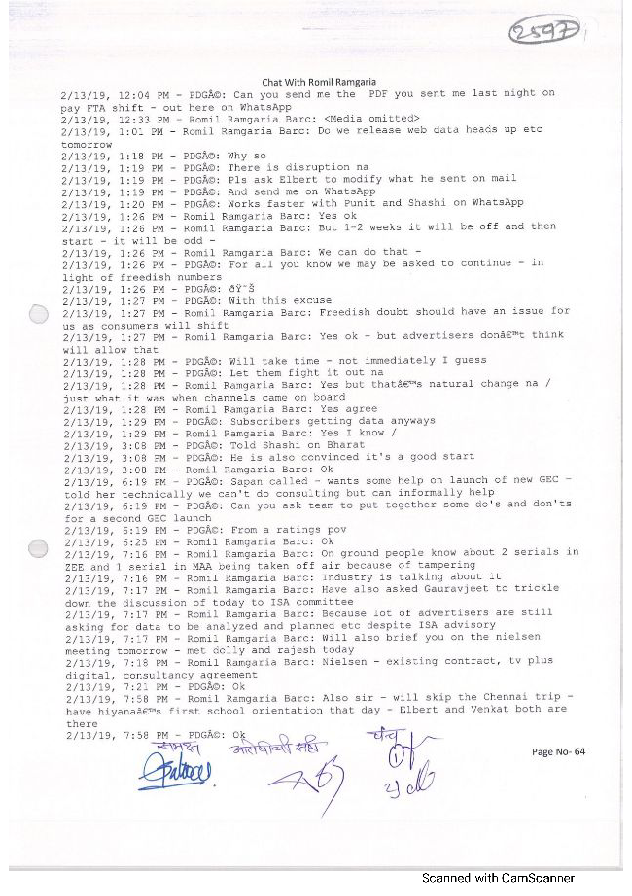 2597
Chat With Romil Ramgaria
2/13/19, 12:04 PM - PDGÃ©: Can you send me the PDF you sent me last night on
pay FTA shift - out here on WhatsApp
2/13/19, 12:33 PM - Romil Ramgaria Barc: <Media omitted>
2/13/19, 1:01 PM - Romil Ramgaria Barc: Do we release web data heads up etc
tomorrow
2/13/19, 1:18 PM - PDGÃ©: Why so
2/13/19, 1:19 PM - PDGÃ©: There is disruption na
2/13/19, 1:19 PM - PDGÃ©: Pls ask Elbert to modify what he sent on mail
2/13/19, 1:19 PM - PDGÃ©: And send me on WhatsApp
2/13/19, 1:20 PM - PDGÃ©: Works faster with Punit and Shashi on WhatsApp
2/13/19, 1:26 PM - Romil Ramgaria Barc: Yes ok
2/13/19, 1:26 PM - Romil Ramgaria Barc: But 1-2 weeks it will be off and then
start - it will be odd -
2/13/19, 1:26 PM - Romil Ramgaria Barc: We can do that -
2/13/19, 1:26 PM - PDGÃ©: For all you know we may be asked to continue - in
light of freedish numbers
2/13/19, 1:26 PM - PDGÃ©: ðŸ˜Š
2/13/19, 1:27 PM - PDGÃ©: With this excuse
2/13/19, 1:27 PM - Romil Ramgaria Barc: Freedish doubt should have an issue for
us as consumers will shift
2/13/19, 1:27 PM - Romil Ramgaria Barc: Yes ok - but advertisers donâ€™t think
will allow that
2/13/19, 1:28 PM - PDGÃ©: Will take time - not immediately I guess
2/13/19, 1:28 PM - PDGÃ©: Let them fight it out na
2/13/19, 1:28 PM - Romil Ramgaria Barc: Yes but thatâ€™s natural change na /
just what it was when channels came on board
2/13/19, 1:28 PM - Romil Ramgaria Barc: Yes agree
2/13/19, 1:29 PM - PDGÃ©: Subscribers getting data anyways
2/13/19, 1:29 PM - Romil Ramgaria Barc: Yes I know /
2/13/19, 3:08 PM - PDGÃ©: Told Shashi on Bharat
2/13/19, 3:08 PM - PDGÃ©: He is also convinced it's a good start
2/13/19, 3:08 PM - Romil Ramgaria Barc: Ok
2/13/19, 6:19 PM - PDGÃ©: Sapan called - wants some help on launch of new GEC -
told her technically we can't do consulting but can informally help
2/13/19, 6:19 PM - PDGÃ©: Can you ask team to put together some do's and don'ts
for a second GEC launch
2/13/19, 6:19 PM - PDGÃ©: From a ratings pov
2/13/19, 6:25 PM - Romil Ramgaria Barc: Ok
2/13/19, 7:16 PM - Romil Ramgaria Barc: On ground people know about 2 serials in
ZEE and 1 serial in MAA being taken off air because of tampering
2/13/19, 7:16 PM - Romil Ramgaria Barc: Industry is talking about it
2/13/19, 7:17 PM - Romil Ramgaria Barc: Have also asked Gauravjeet to trickle
down the discussion of today to ISA committee
2/13/19, 7:17 PM - Romil Ramgaria Barc: Because lot of advertisers are still
asking for data to be analyzed and planned etc despite ISA advisory
2/13/19, 7:17 PM - Romil Ramgaria Barc: Will also brief you on the nielsen
meeting tomorrow - met dolly and rajesh today
2/13/19, 7:18 PM - Romil Ramgaria Barc: Nielsen - existing contract, tv plus
digital, consultancy agreement
2/13/19, 7:21 PM - PDGÃ©: Ok
2/13/19, 7:58 PM - Romil Ramgaria Barc: Also sir - will skip the Chennai trip -
have hiyanaâ€™s first school orientation that day - Elbert and Venkat both are
there
2/13/19, 7:58 PM - PDGÃ©: Ok
समक्ष आरोपीची सही पंच
1
Page No- 64
Scanned with CamScanner